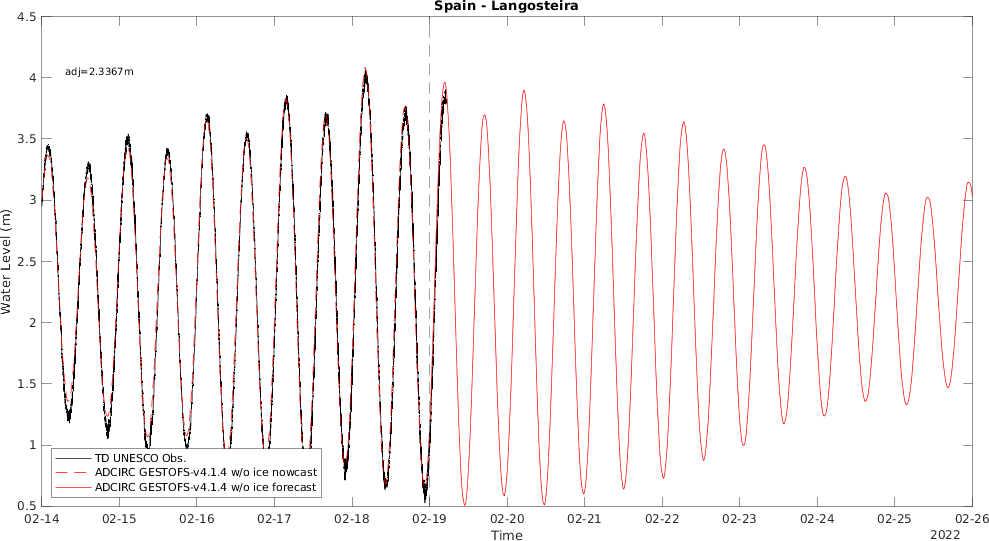 Spain - Langosteira
adj=2.3367m
4.5
4
3.5
3
2.5
2
1.5
1
0.5
Water Level (m)
TD UNESCO Obs.
ADCIRC GESTOFS-v4.1.4 w/o ice nowcast
ADCIRC GESTOFS-v4.1.4 w/o ice forecast
02-14 02-15 02-16 02-17 02-18 02-19 02-20 02-21 02-22 02-23 02-24 02-25 02-26
Time
2022